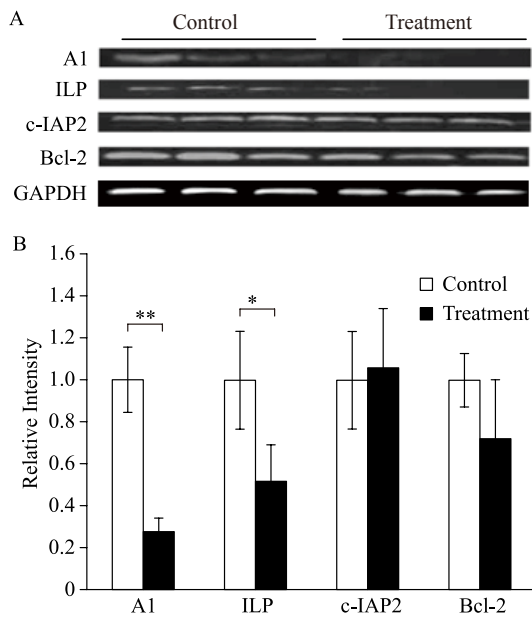 A
Control Treatment
A1
ILP
c-IAP2
Bcl-2
GAPDH
B
Relative Intensity
1.6
1.4
1.2
1.0
0.8
0.6
0.4
0.2
0
Control
Treatment
**
*
A1 ILP c-IAP2 Bcl-2